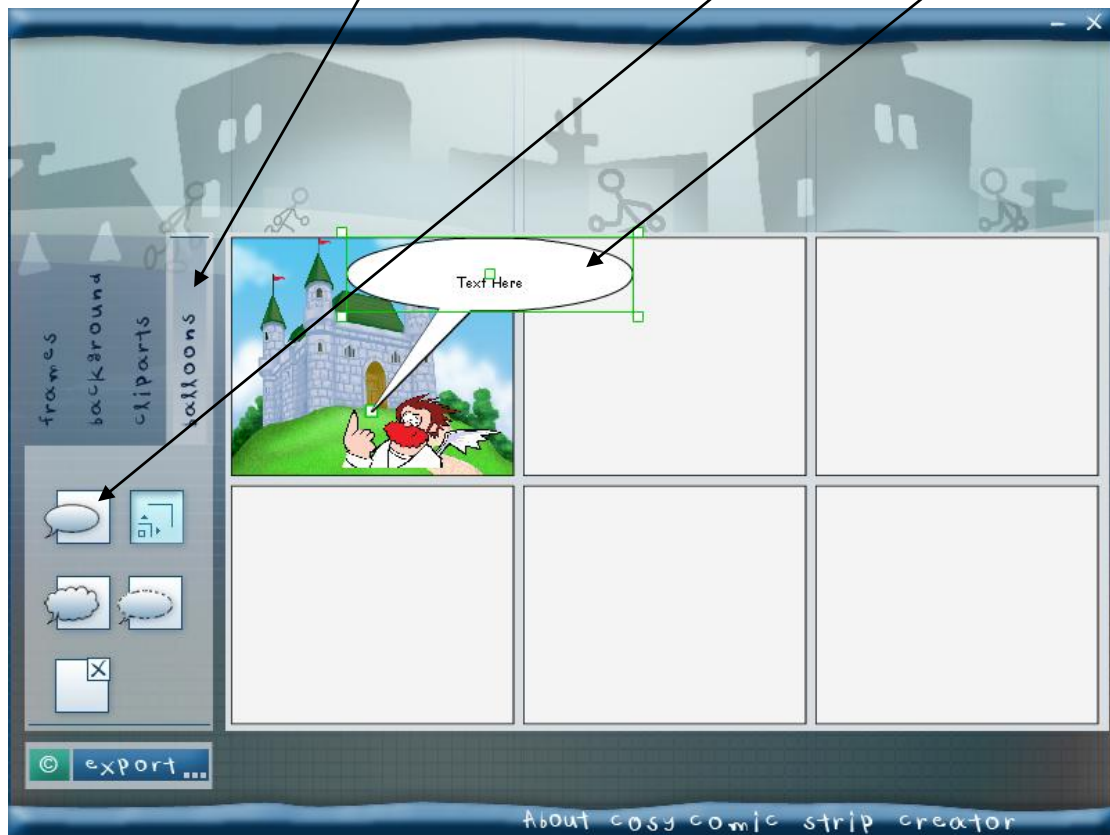 Text Here
frames
background
cliparts
balloons
© export...
About cosy comic strip creator